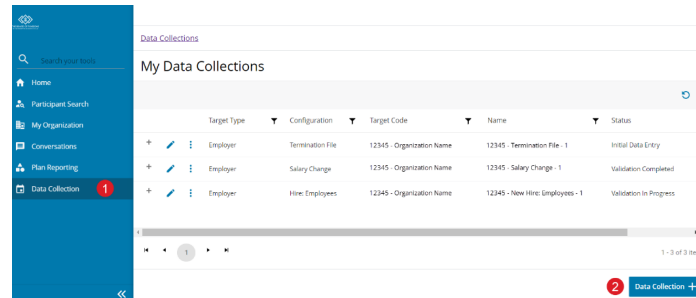 Data Collections
Search your tools
My Data Collections
Home
Participant Search
My Organization
Conversations
Plan Reporting
Data Collection 1
Target Type Configuration Target Code Name Status
+ Employer Termination File 12345 - Organization Name 12345 - Termination File - 1 Initial Data Entry
+ Employer Salary Change 12345 - Organization Name 12345 - Salary Change - 1 Validation Completed
+ Employer Hire: Employees 12345 - Organization Name 12345 - New Hire: Employees - 1 Validation In Progress
1
1 - 3 of 3 ite
2 Data Collection +